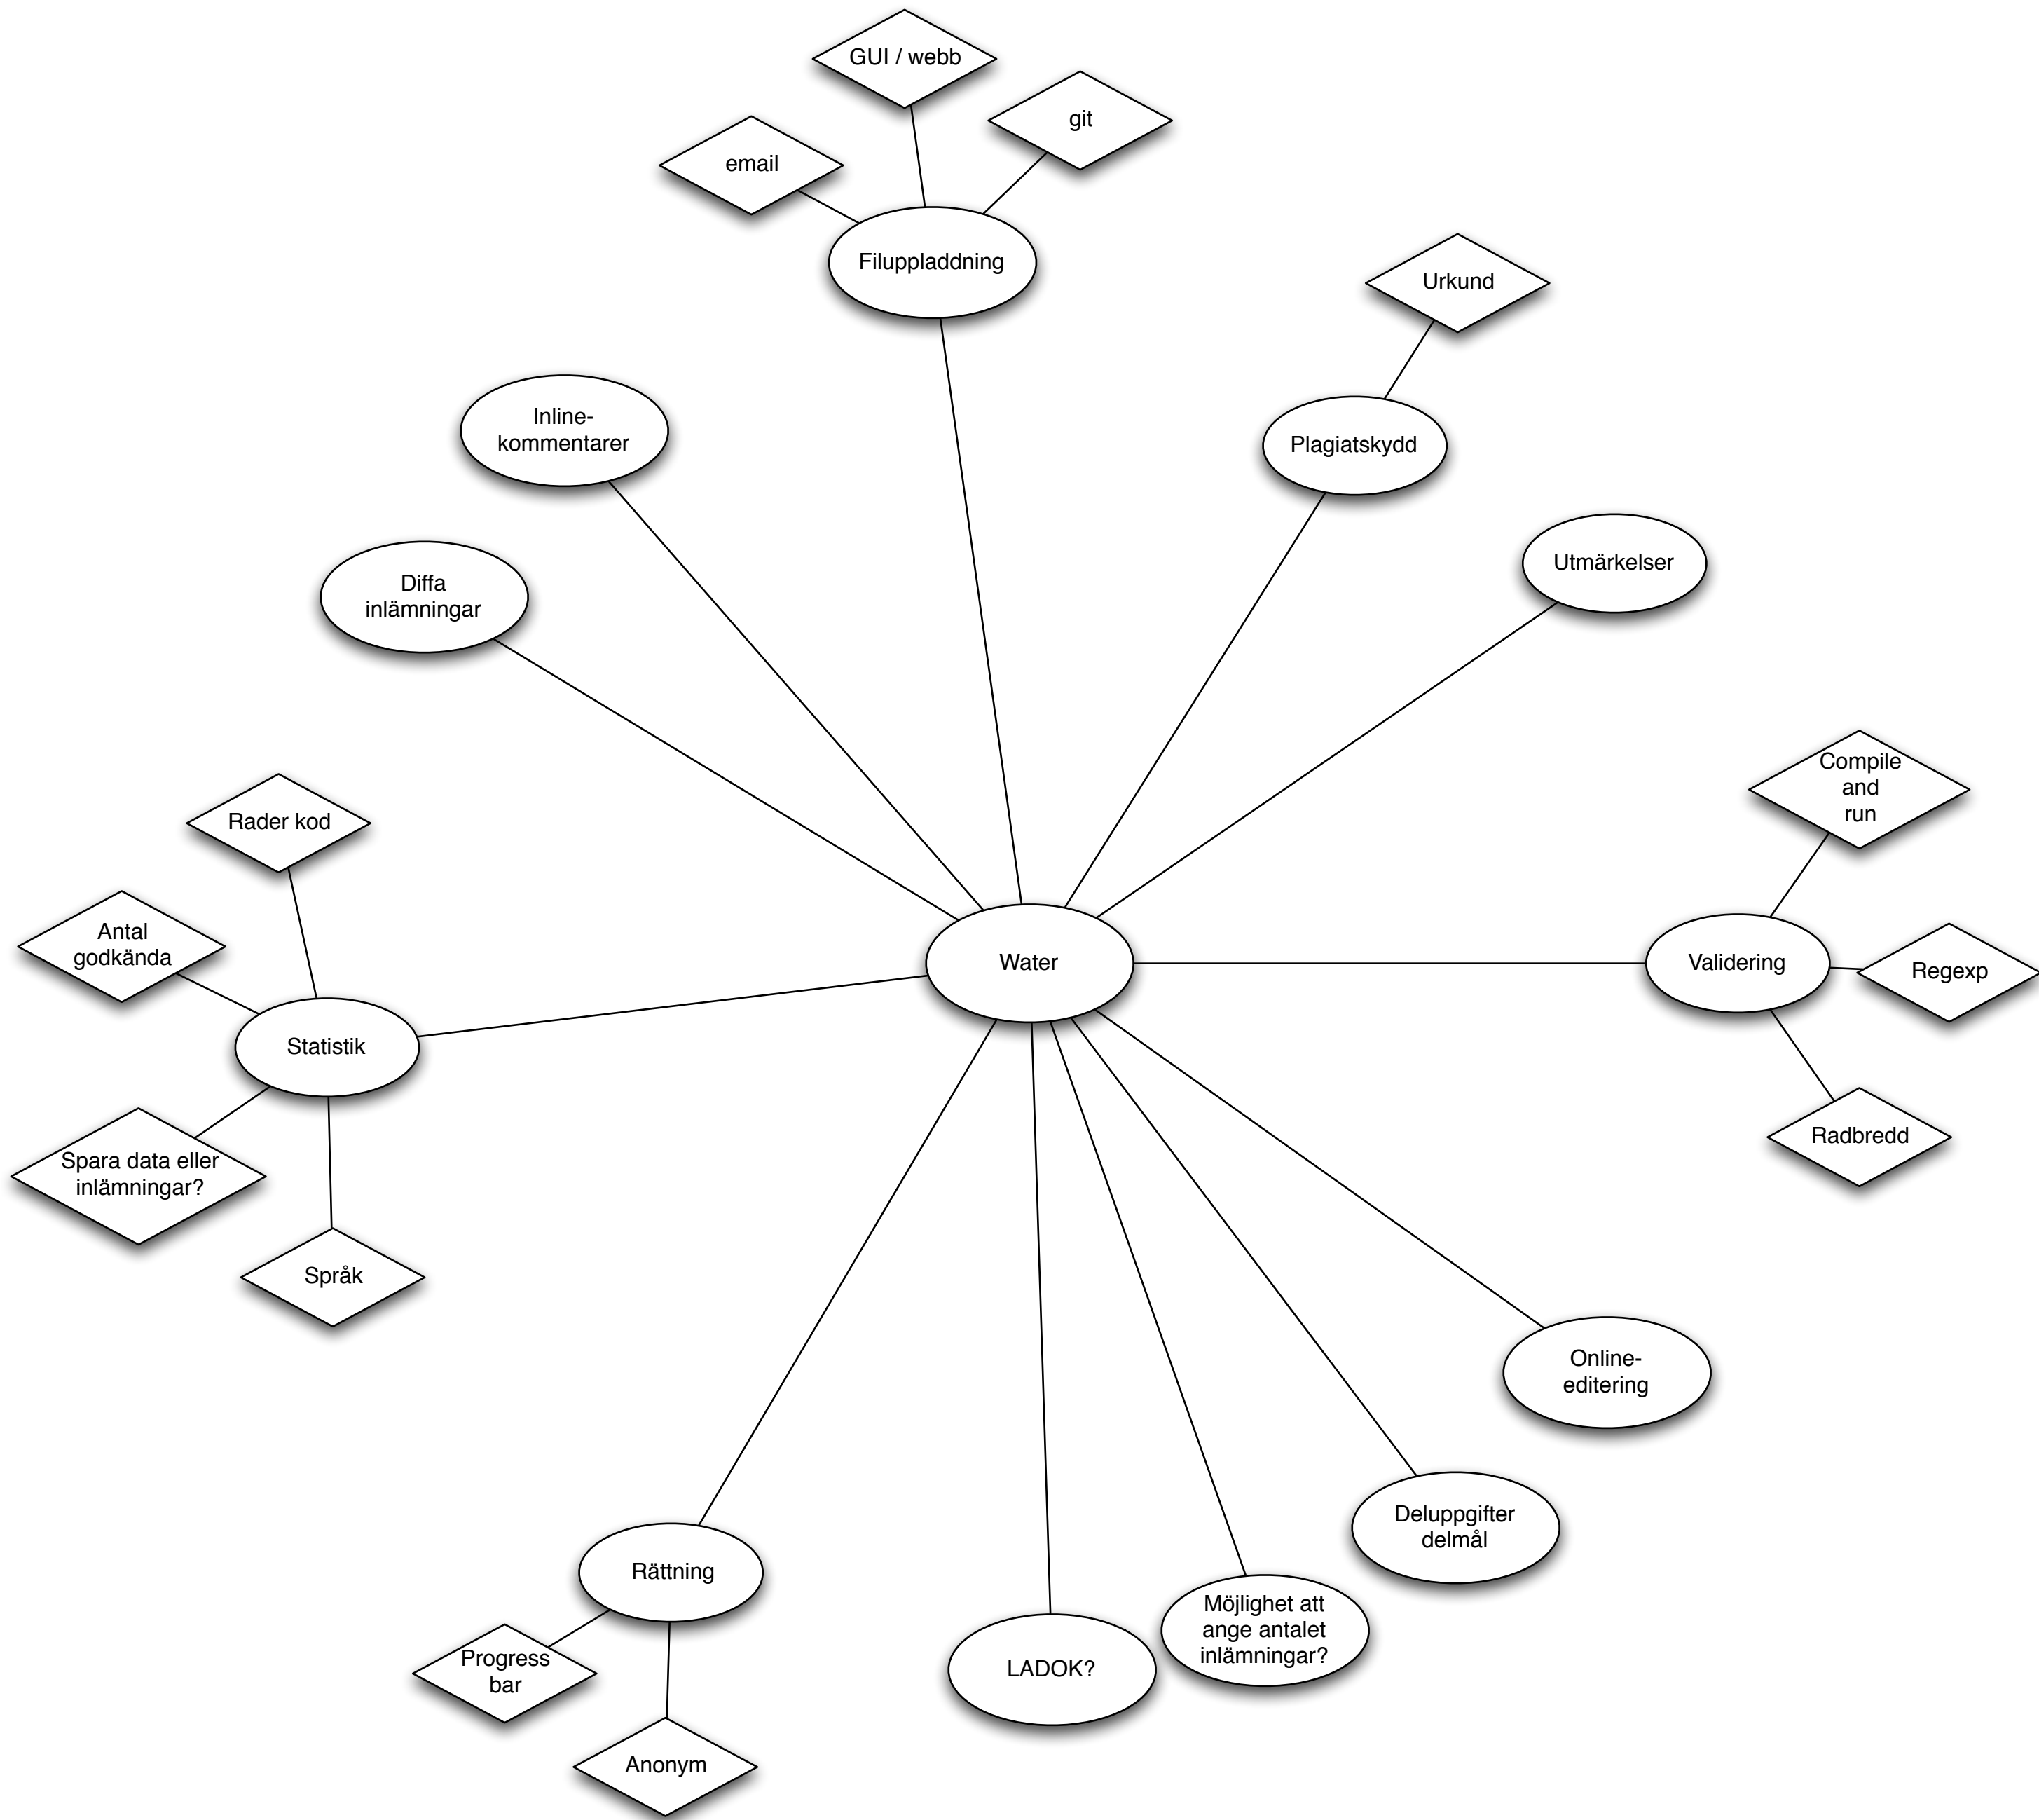 GUI / webb
git
email
Filuppladdning
Urkund
Inline-
kommentarer
Plagiatskydd
Utmärkelser
Diffa
inlämningar
Compile
and
run
Rader kod
Antal
godkända
Water
Validering
Regexp
Statistik
Radbredd
Spara data eller
inlämningar?
Språk
Online-
editering
Deluppgifter
delmål
Rättning
Möjlighet att
ange antalet
inlämningar?
LADOK?
Progress
bar
Anonym